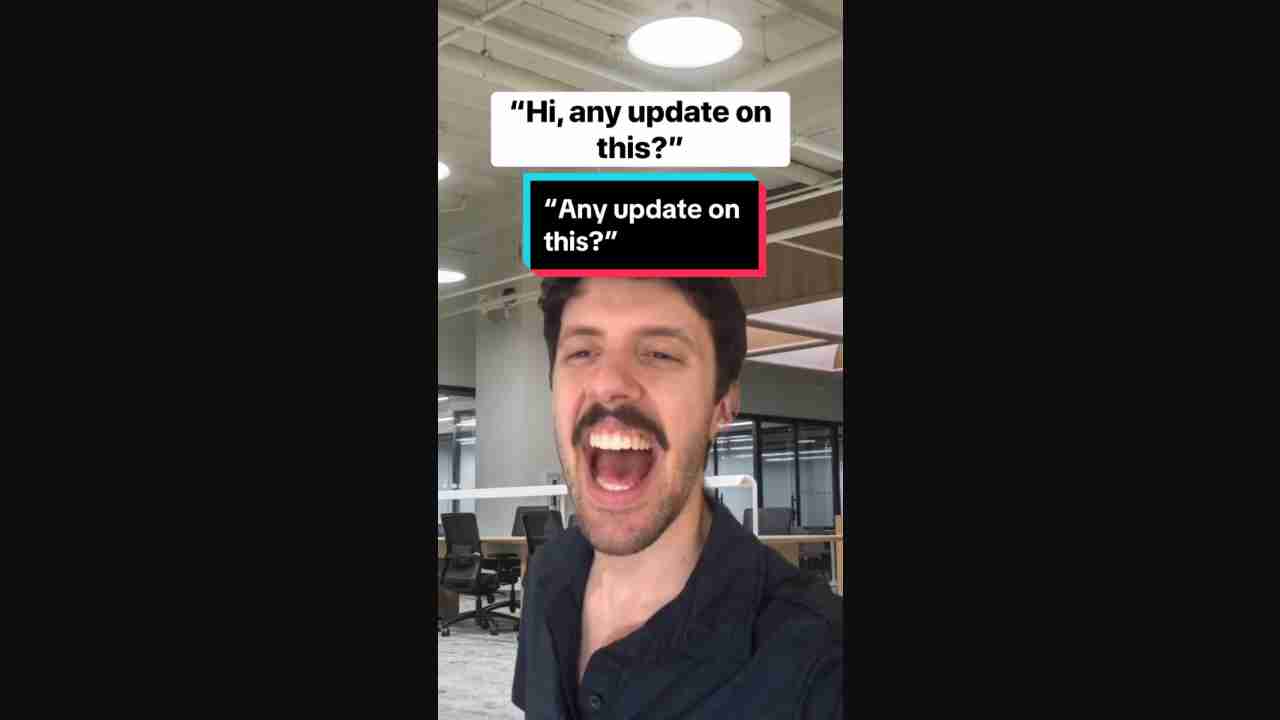 “Hi, any update on
this?”
“Any update on
this?”